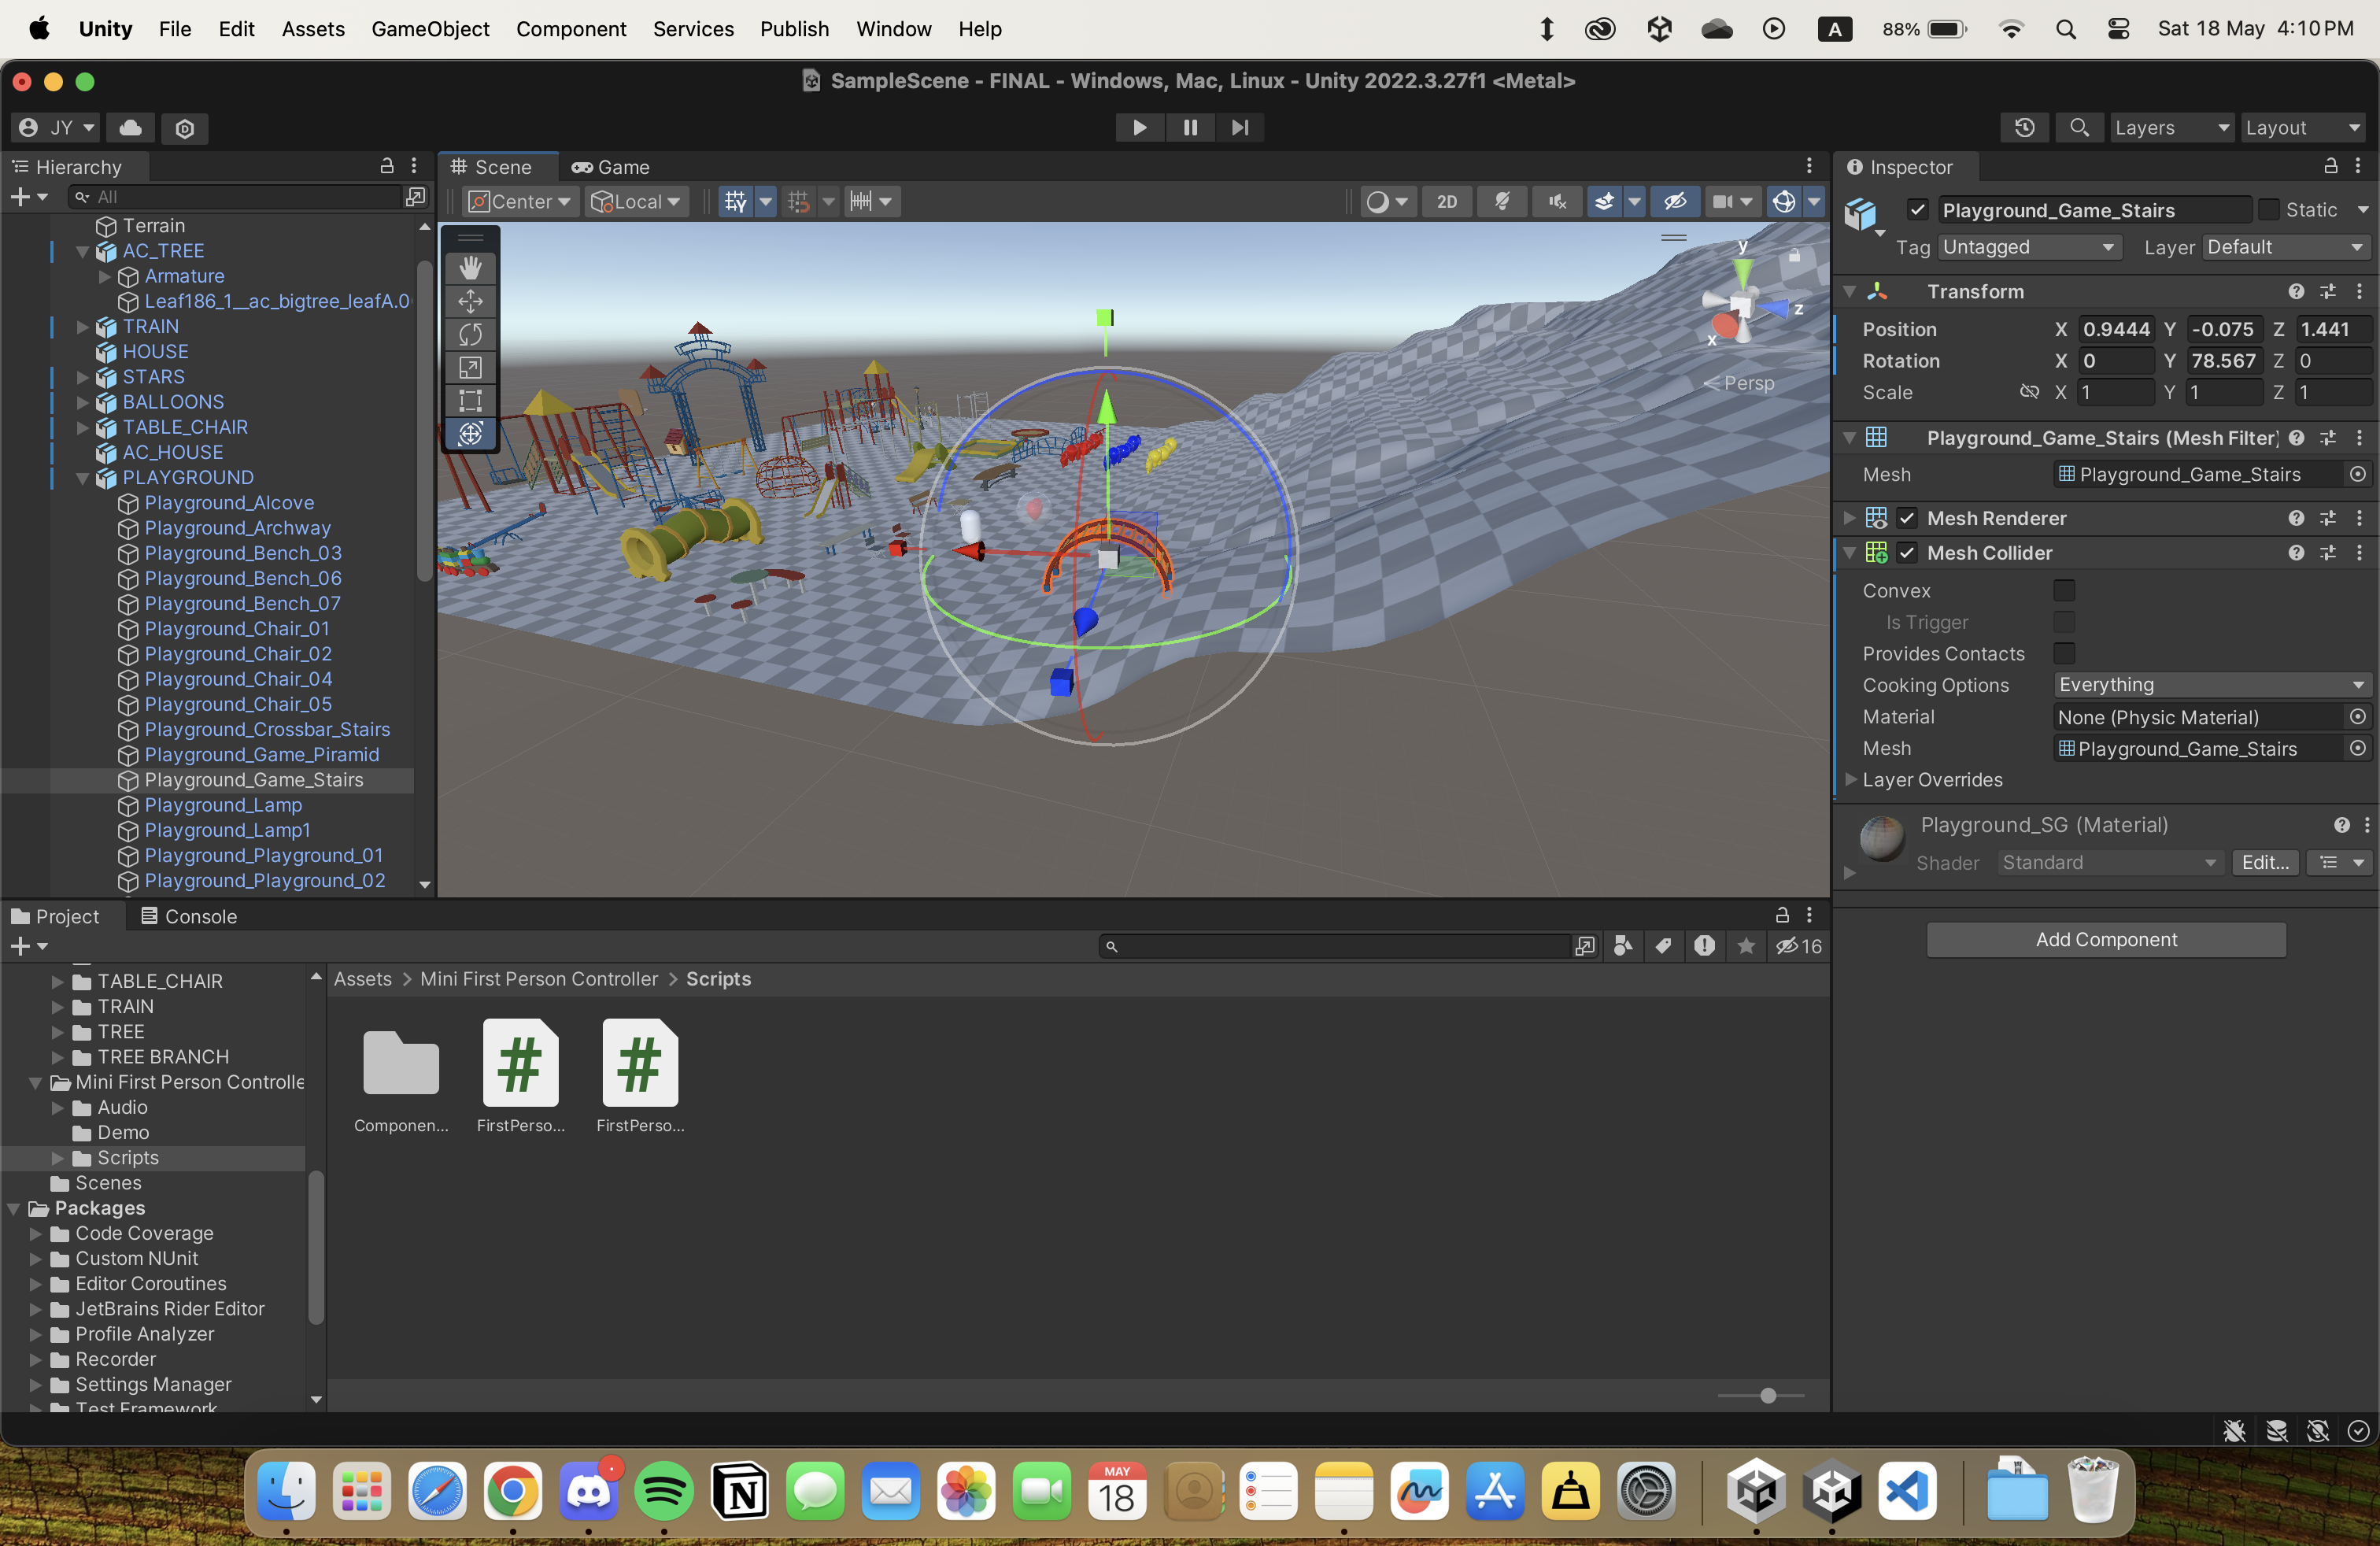 Unity File Edit Assets GameObject Component Services Publish Window Help A 88% Sat 18 May 4:10 PM
SampleScene - FINAL - Windows, Mac, Linux - Unity 2022.3.27f1 <Metal>
JY Layers Layout
Hierarchy
All
Terrain
AC_TREE
Armature
Leaf186_1__ac_bigtree_leafA.0
TRAIN
HOUSE
STARS
BALLOONS
TABLE_CHAIR
AC_HOUSE
PLAYGROUND
Playground_Alcove
Playground_Archway
Playground_Bench_03
Playground_Bench_06
Playground_Bench_07
Playground_Chair_01
Playground_Chair_02
Playground_Chair_04
Playground_Chair_05
Playground_Crossbar_Stairs
Playground_Game_Piramid
Playground_Game_Stairs
Playground_Lamp
Playground_Lamp1
Playground_Playground_01
Playground_Playground_02
Scene Game
Center Local 2D
y
z
x
Persp
Inspector
Playground_Game_Stairs Static
Tag Untagged Layer Default
Transform
Position X 0.9444 Y -0.075 Z 1.441
Rotation X 0 Y 78.567 Z 0
Scale X 1 Y 1 Z 1
Playground_Game_Stairs (Mesh Filter)
Mesh Playground_Game_Stairs
Mesh Renderer
Mesh Collider
Convex
Is Trigger
Provides Contacts
Cooking Options Everything
Material None (Physic Material)
Mesh Playground_Game_Stairs
Layer Overrides
Playground_SG (Material)
Shader Standard Edit...
Add Component
Project Console
16
TABLE_CHAIR
TRAIN
TREE
TREE BRANCH
Mini First Person Controlle
Audio
Demo
Scripts
Scenes
Packages
Code Coverage
Custom NUnit
Editor Coroutines
JetBrains Rider Editor
Profile Analyzer
Recorder
Settings Manager
Test Framework
Assets > Mini First Person Controller > Scripts
Componen... FirstPerso... FirstPerso...
MAY
18